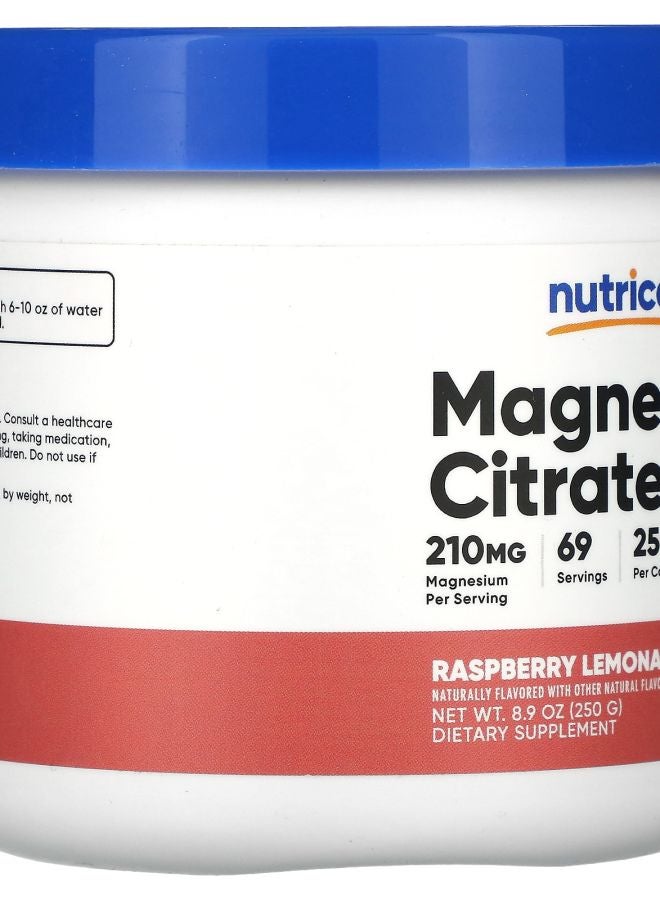 h 6-10 oz of water
.
. Consult a healthcare
g, taking medication,
ildren. Do not use if
by weight, not
nutric
Magne
Citrate
210MG
Magnesium
Per Serving
69
Servings
25
Per Co
RASPBERRY LEMONA
NATURALLY FLAVORED WITH OTHER NATURAL FLAVO
NET WT. 8.9 OZ (250 G)
DIETARY SUPPLEMENT